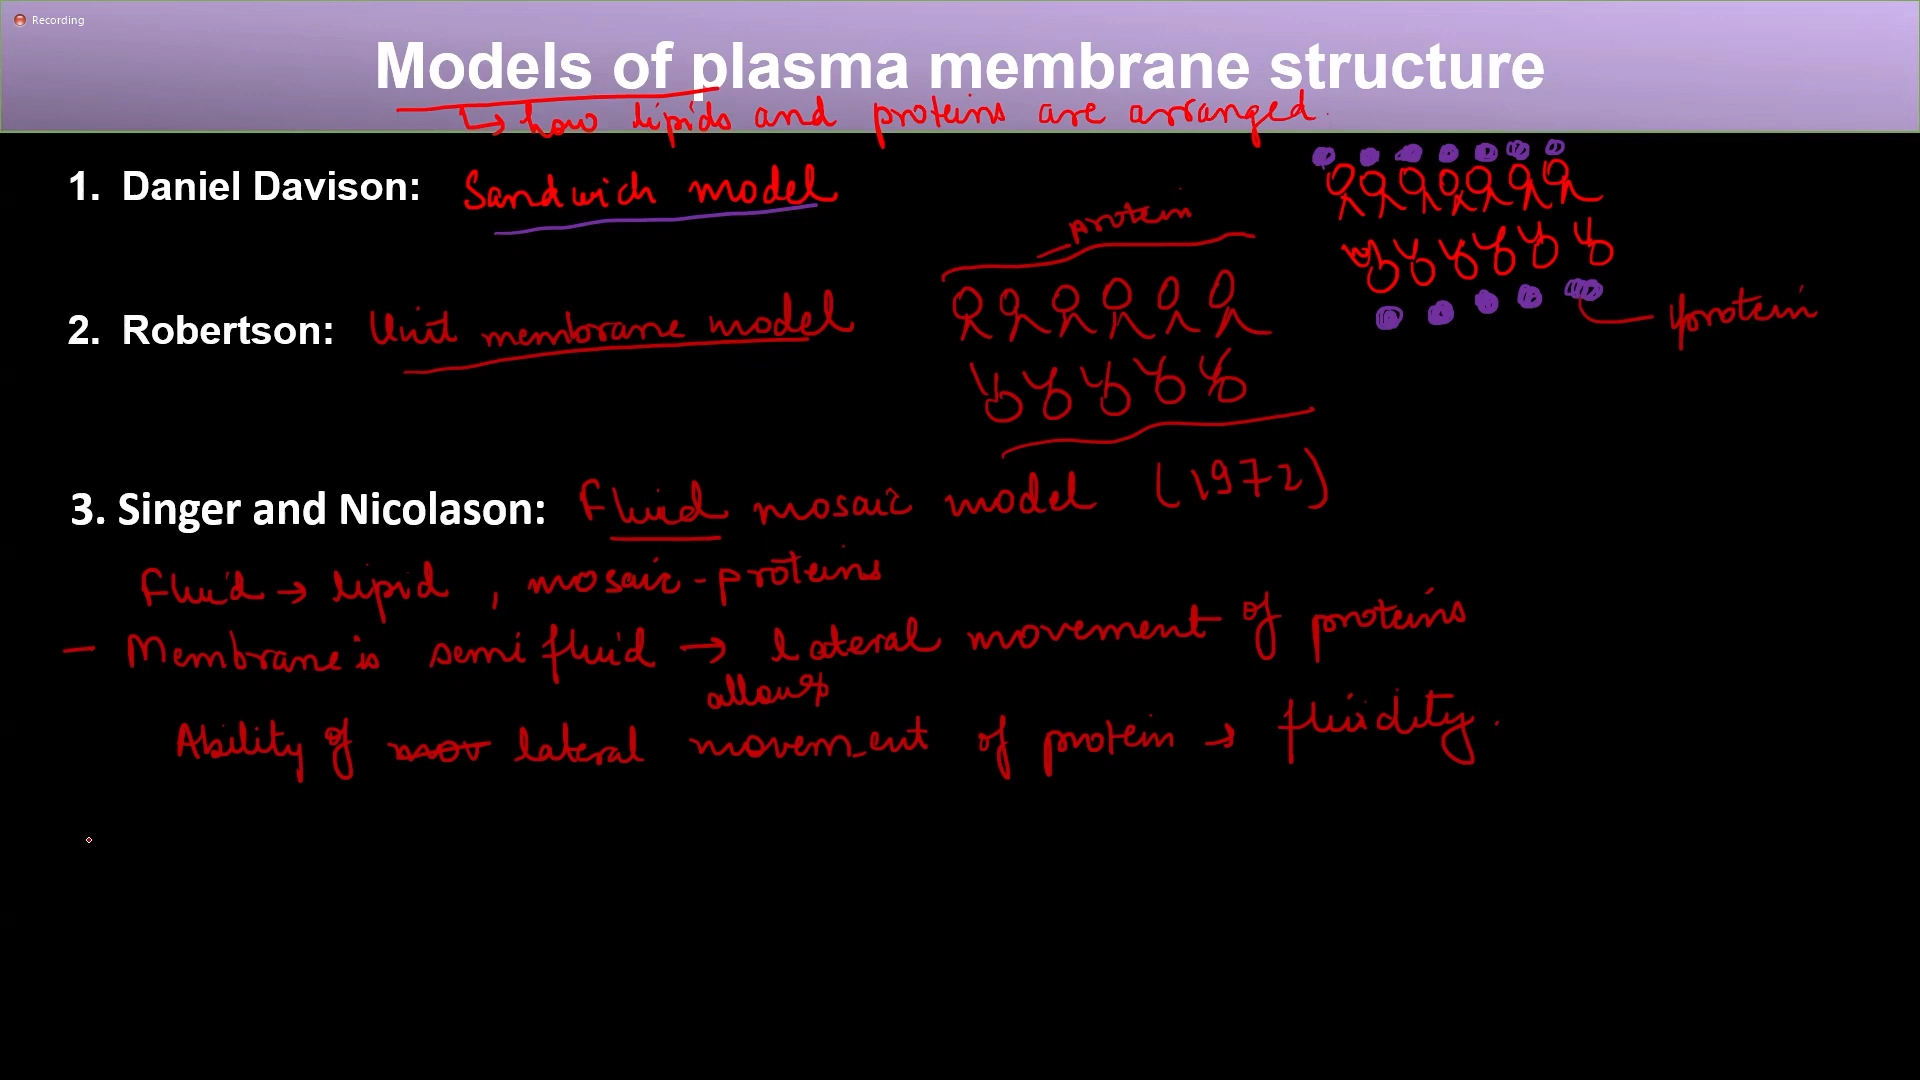 Recording
Models of plasma membrane structure
↳ how lipids and proteins are arranged.
1. Daniel Davison: Sandwich model
protein
2. Robertson: Unit membrane model
protein
3. Singer and Nicolason: Fluid mosaic model (1972)
Fluid → lipid, mosaic - proteins
– Membrane is semi fluid → lateral movement of proteins
allows
Ability of mov lateral movement of protein → fluidity.